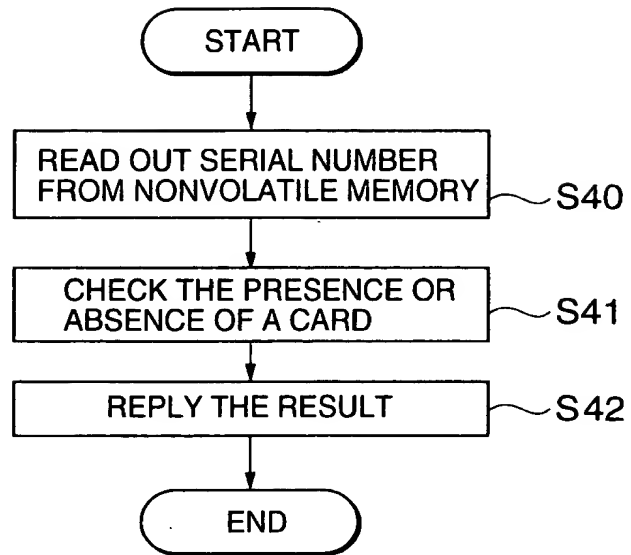 START
READ OUT SERIAL NUMBER
FROM NONVOLATILE MEMORY
S40
CHECK THE PRESENCE OR
ABSENCE OF A CARD
S41
REPLY THE RESULT
S42
END